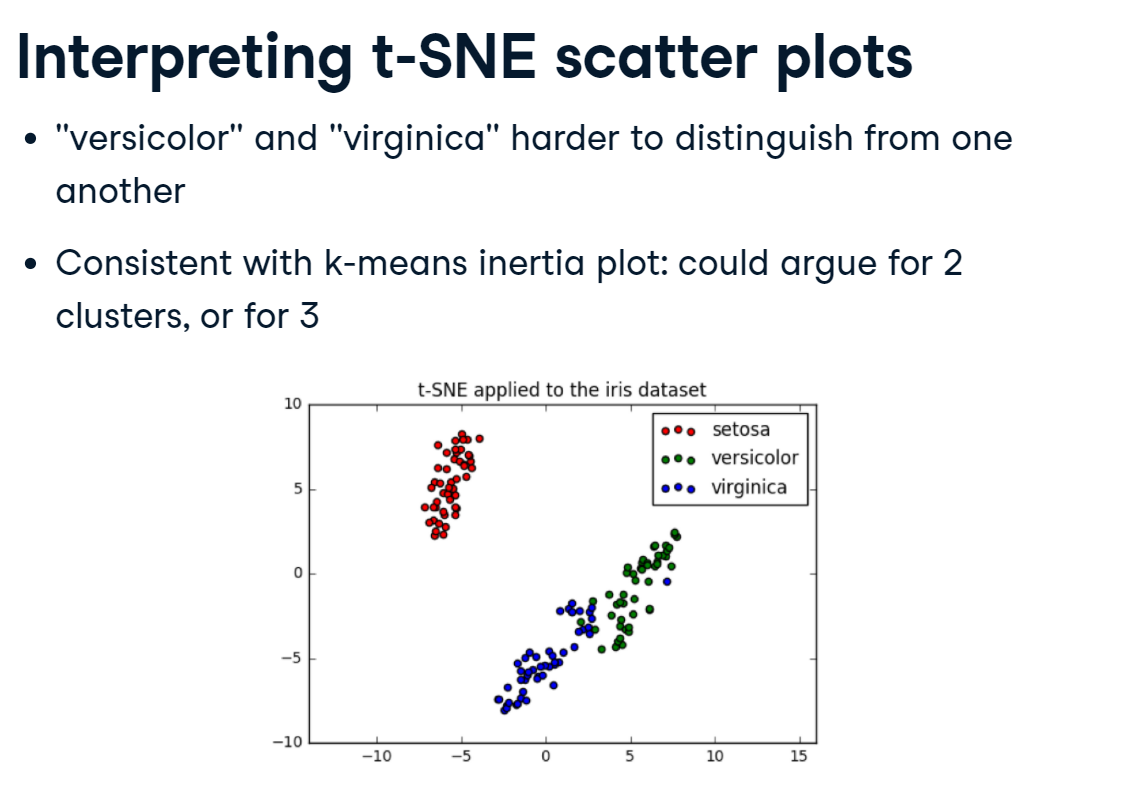 Interpreting t-SNE scatter plots
• "versicolor" and "virginica" harder to distinguish from one
another
• Consistent with k-means inertia plot: could argue for 2
clusters, or for 3
t-SNE applied to the iris dataset
10
5
0
−5
−10
setosa
versicolor
virginica
−10 −5 0 5 10 15